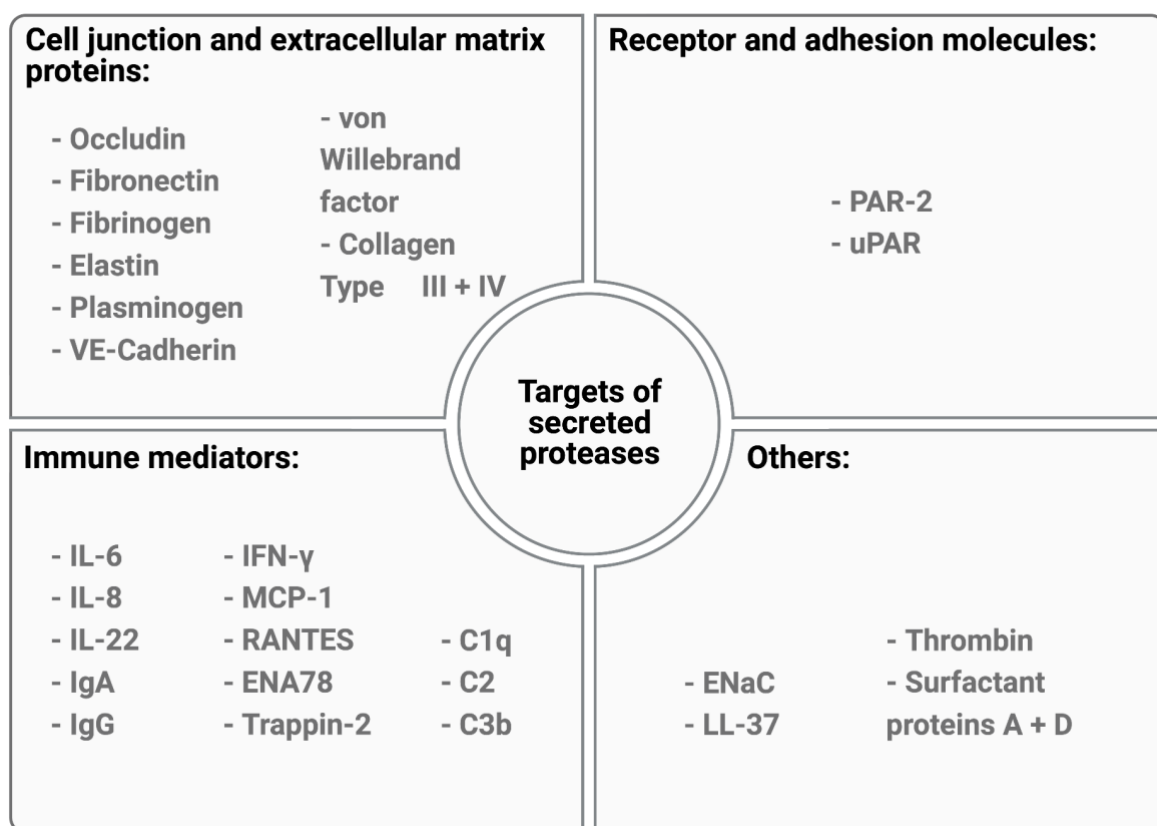 Cell junction and extracellular matrix
proteins:
- Occludin
- Fibronectin
- Fibrinogen
- Elastin
- Plasminogen
- VE-Cadherin
- von
Willebrand
factor
- Collagen
Type III + IV
Receptor and adhesion molecules:
- PAR-2
- uPAR
Targets of
secreted
proteases
Immune mediators:
- IL-6
- IL-8
- IL-22
- IgA
- IgG
- IFN-γ
- MCP-1
- RANTES
- ENA78
- Trappin-2
- C1q
- C2
- C3b
Others:
- ENaC
- LL-37
- Thrombin
- Surfactant
proteins A + D